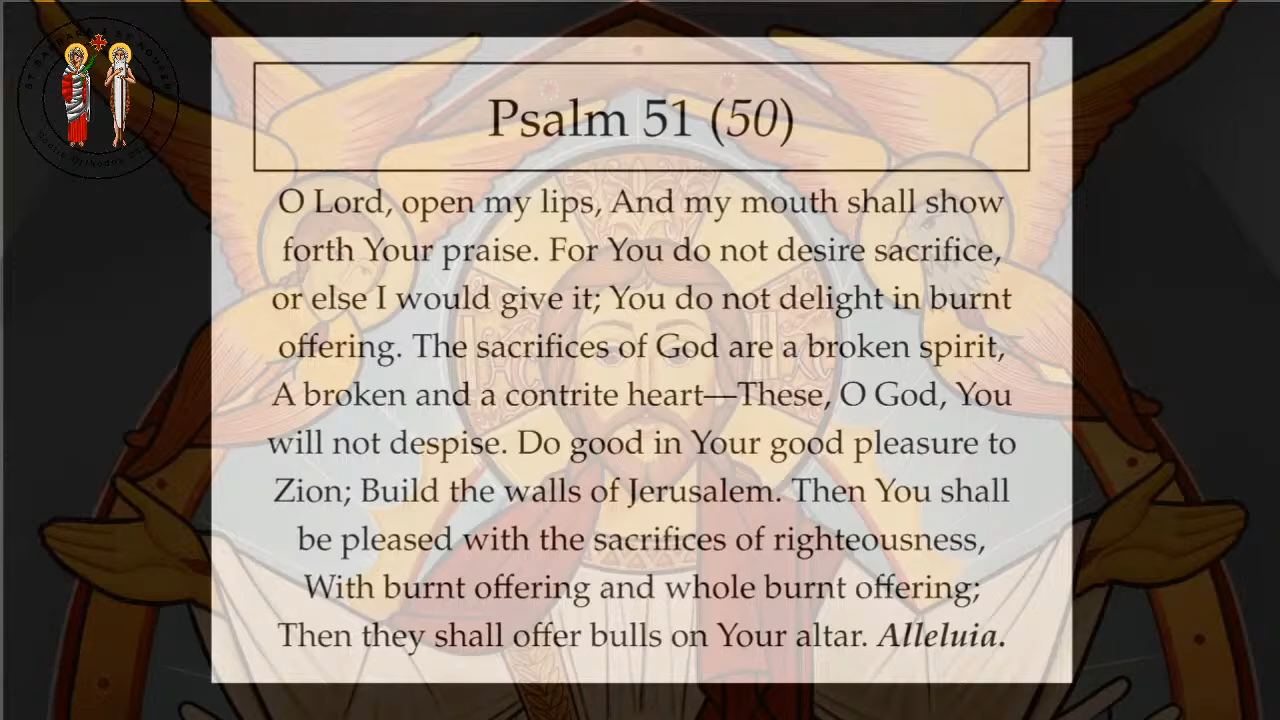 Psalm 51 (50)
O Lord, open my lips, And my mouth shall show
forth Your praise. For You do not desire sacrifice,
or else I would give it; You do not delight in burnt
offering. The sacrifices of God are a broken spirit,
A broken and a contrite heart—These, O God, You
will not despise. Do good in Your good pleasure to
Zion; Build the walls of Jerusalem. Then You shall
be pleased with the sacrifices of righteousness,
With burnt offering and whole burnt offering;
Then they shall offer bulls on Your altar. Alleluia.